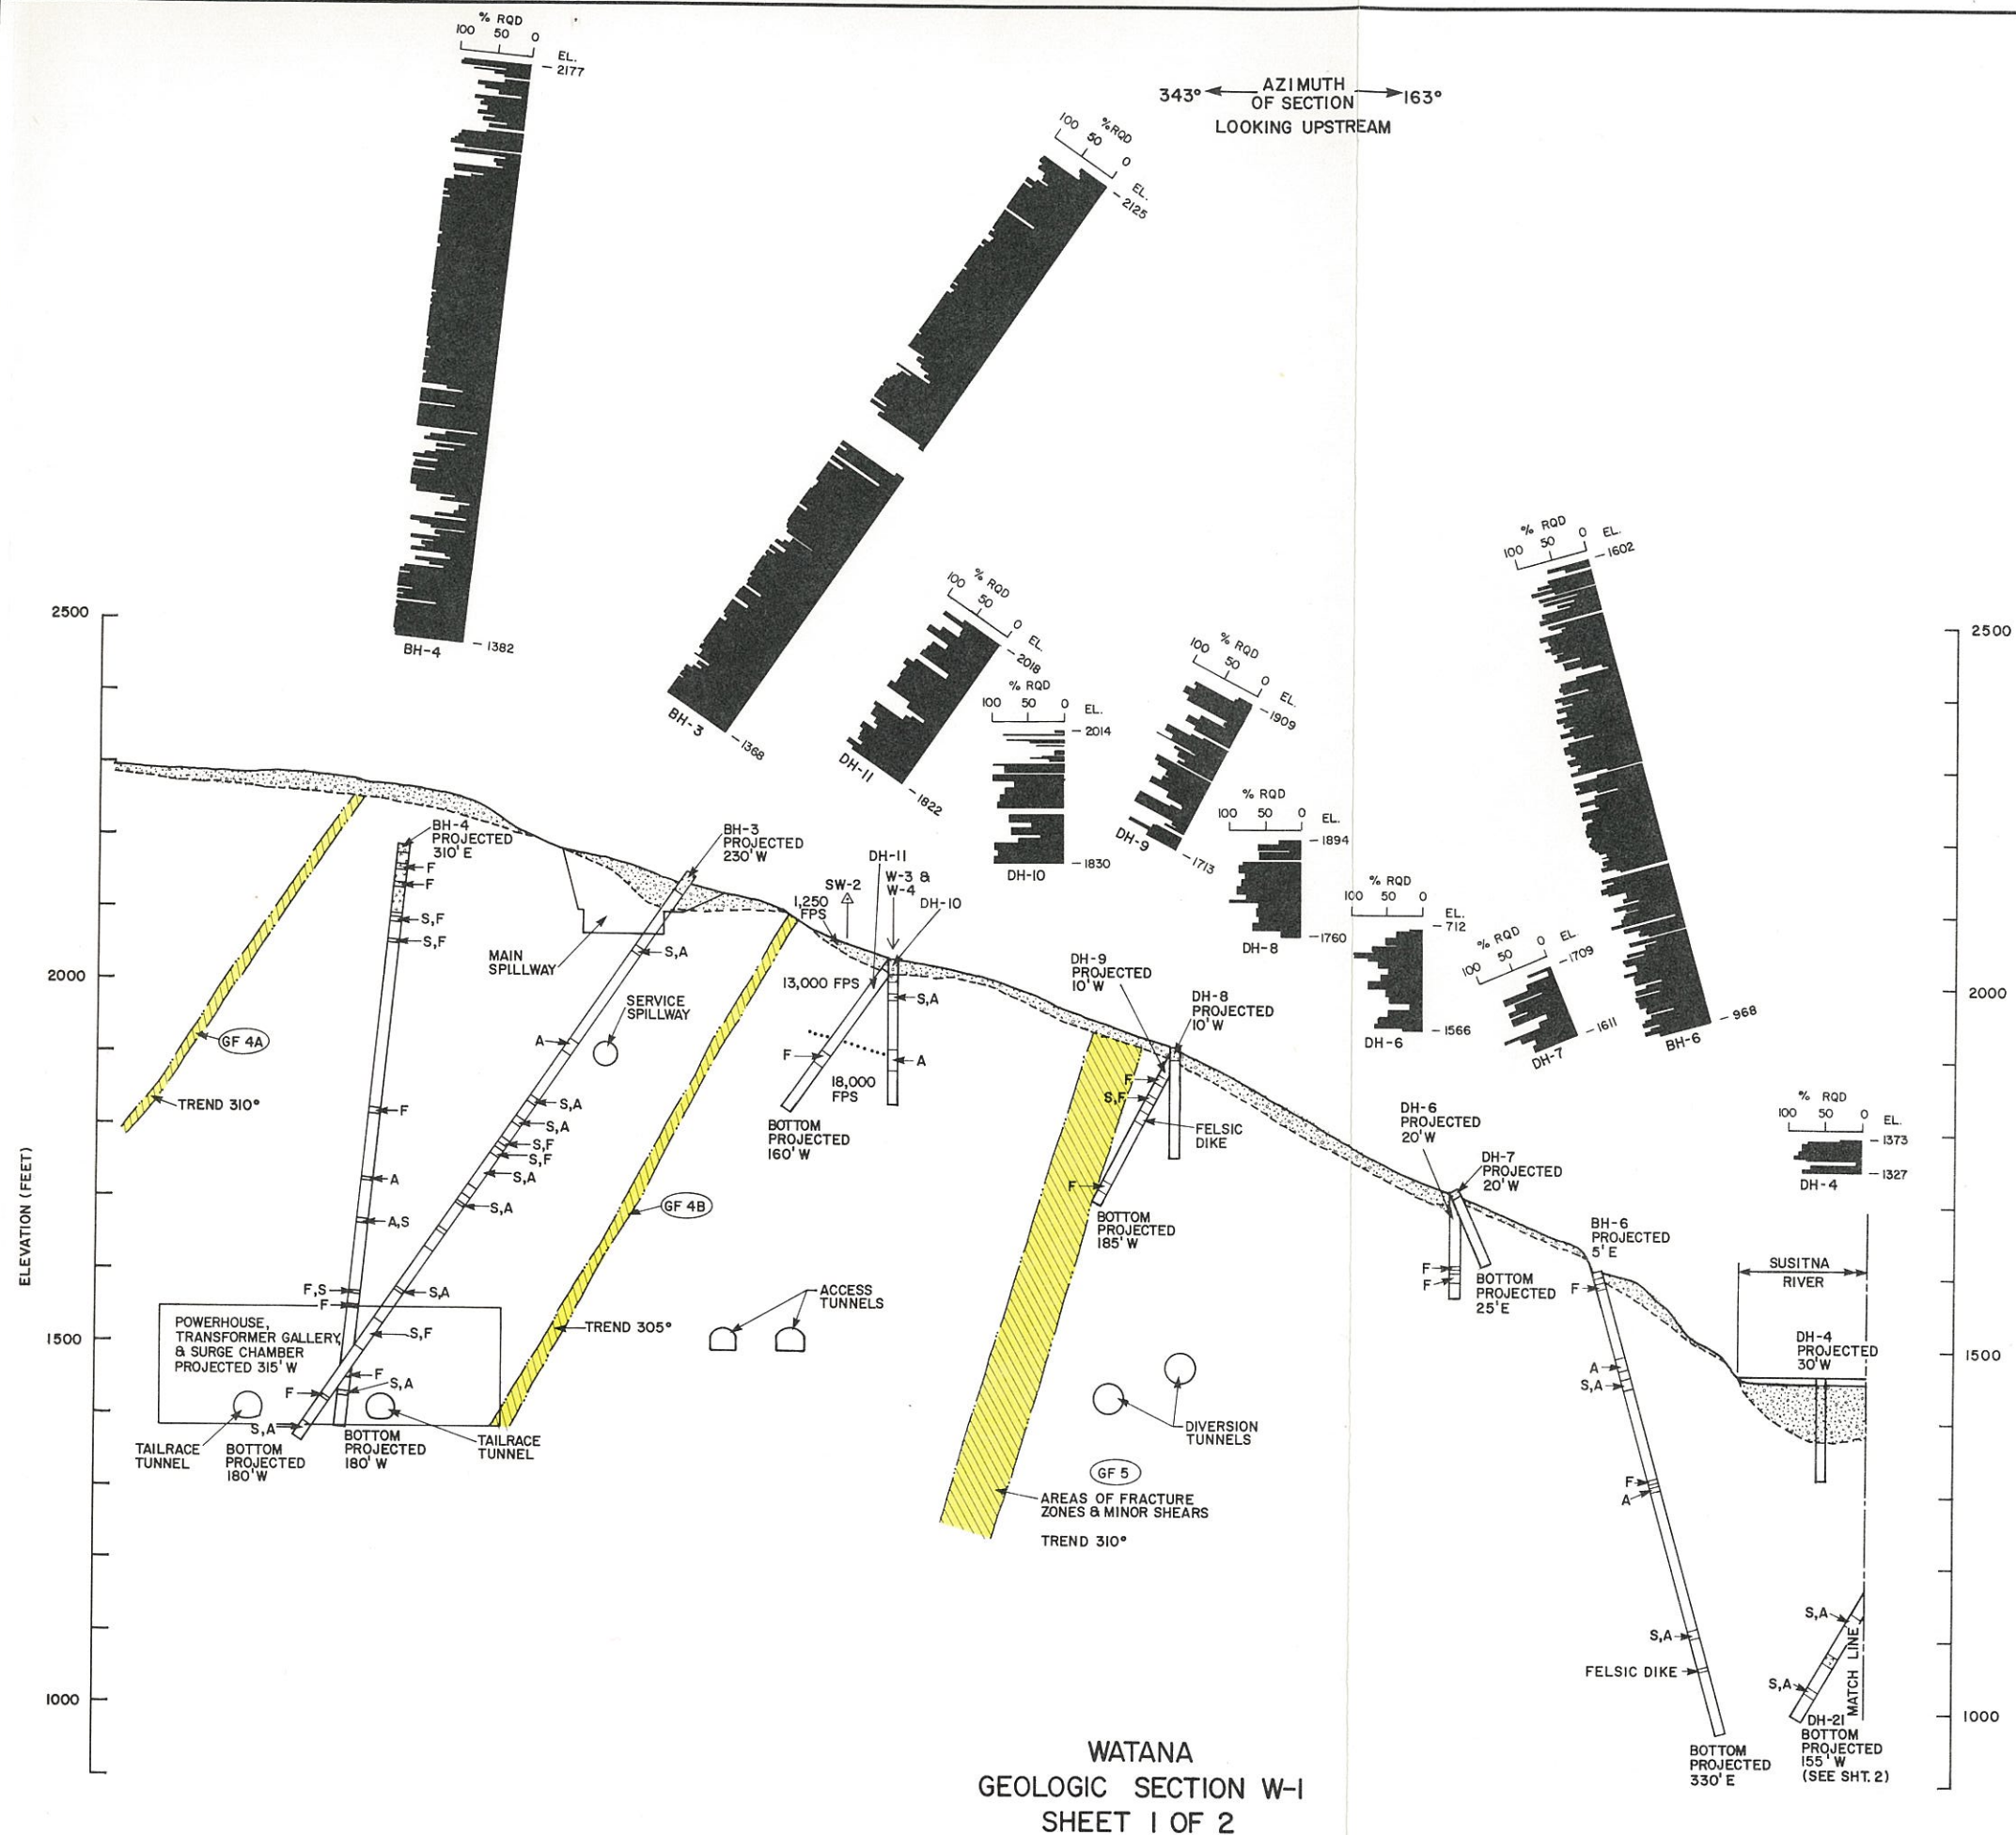 % RQD
100 50 0
EL.
2177
BH-4
1382
343° AZIMUTH 163°
OF SECTION
LOOKING UPSTREAM
% RQD
100 50 0
EL.
2125
BH-3
1368
% RQD
100 50 0
EL.
2018
DH-11
1822
% RQD
100 50 0
EL.
2014
1830
DH-10
% RQD
100 50 0
EL.
1909
DH-9
1713
% RQD
100 50 0
EL.
1894
1760
DH-8
% RQD
100 50 0
EL.
712
1566
DH-6
% RQD
100 50 0
EL.
1709
1611
DH-7
% RQD
100 50 0
EL.
1602
968
BH-6
% RQD
100 50 0
EL.
1373
1327
DH-4
2500
2000
1500
1000
ELEVATION (FEET)
2500
2000
1500
1000
GF 4A
TREND 310°
BH-4
PROJECTED
310' E
F
F
S,F
S,F
F
A
A,S
F,S
F
F
S,A
BOTTOM
PROJECTED
180' W
MAIN
SPILLWAY
BH-3
PROJECTED
230' W
S,A
A
SERVICE
SPILLWAY
S,A
S,A
S,F
S,F
S,A
S,A
S,A
S,F
F
S,A
BOTTOM
PROJECTED
180' W
POWERHOUSE,
TRANSFORMER GALLERY,
& SURGE CHAMBER
PROJECTED 315' W
TAILRACE
TUNNEL
TAILRACE
TUNNEL
GF 4B
TREND 305°
1,250
FPS
SW-2
DH-11
W-3 &
W-4
DH-10
13,000 FPS
S,A
F
A
18,000
FPS
BOTTOM
PROJECTED
160' W
ACCESS
TUNNELS
DH-9
PROJECTED
10' W
DH-8
PROJECTED
10' W
F
S,F
FELSIC
DIKE
F
BOTTOM
PROJECTED
185' W
DIVERSION
TUNNELS
GF 5
AREAS OF FRACTURE
ZONES & MINOR SHEARS
TREND 310°
DH-6
PROJECTED
20' W
DH-7
PROJECTED
20' W
F
F
BOTTOM
PROJECTED
25' E
BH-6
PROJECTED
5' E
F
A
S,A
F
A
S,A
FELSIC DIKE
BOTTOM
PROJECTED
330' E
SUSITNA
RIVER
DH-4
PROJECTED
30' W
S,A
S,A
MATCH LINE
DH-21
BOTTOM
PROJECTED
155' W
(SEE SHT. 2)
WATANA
GEOLOGIC SECTION W-1
SHEET 1 OF 2